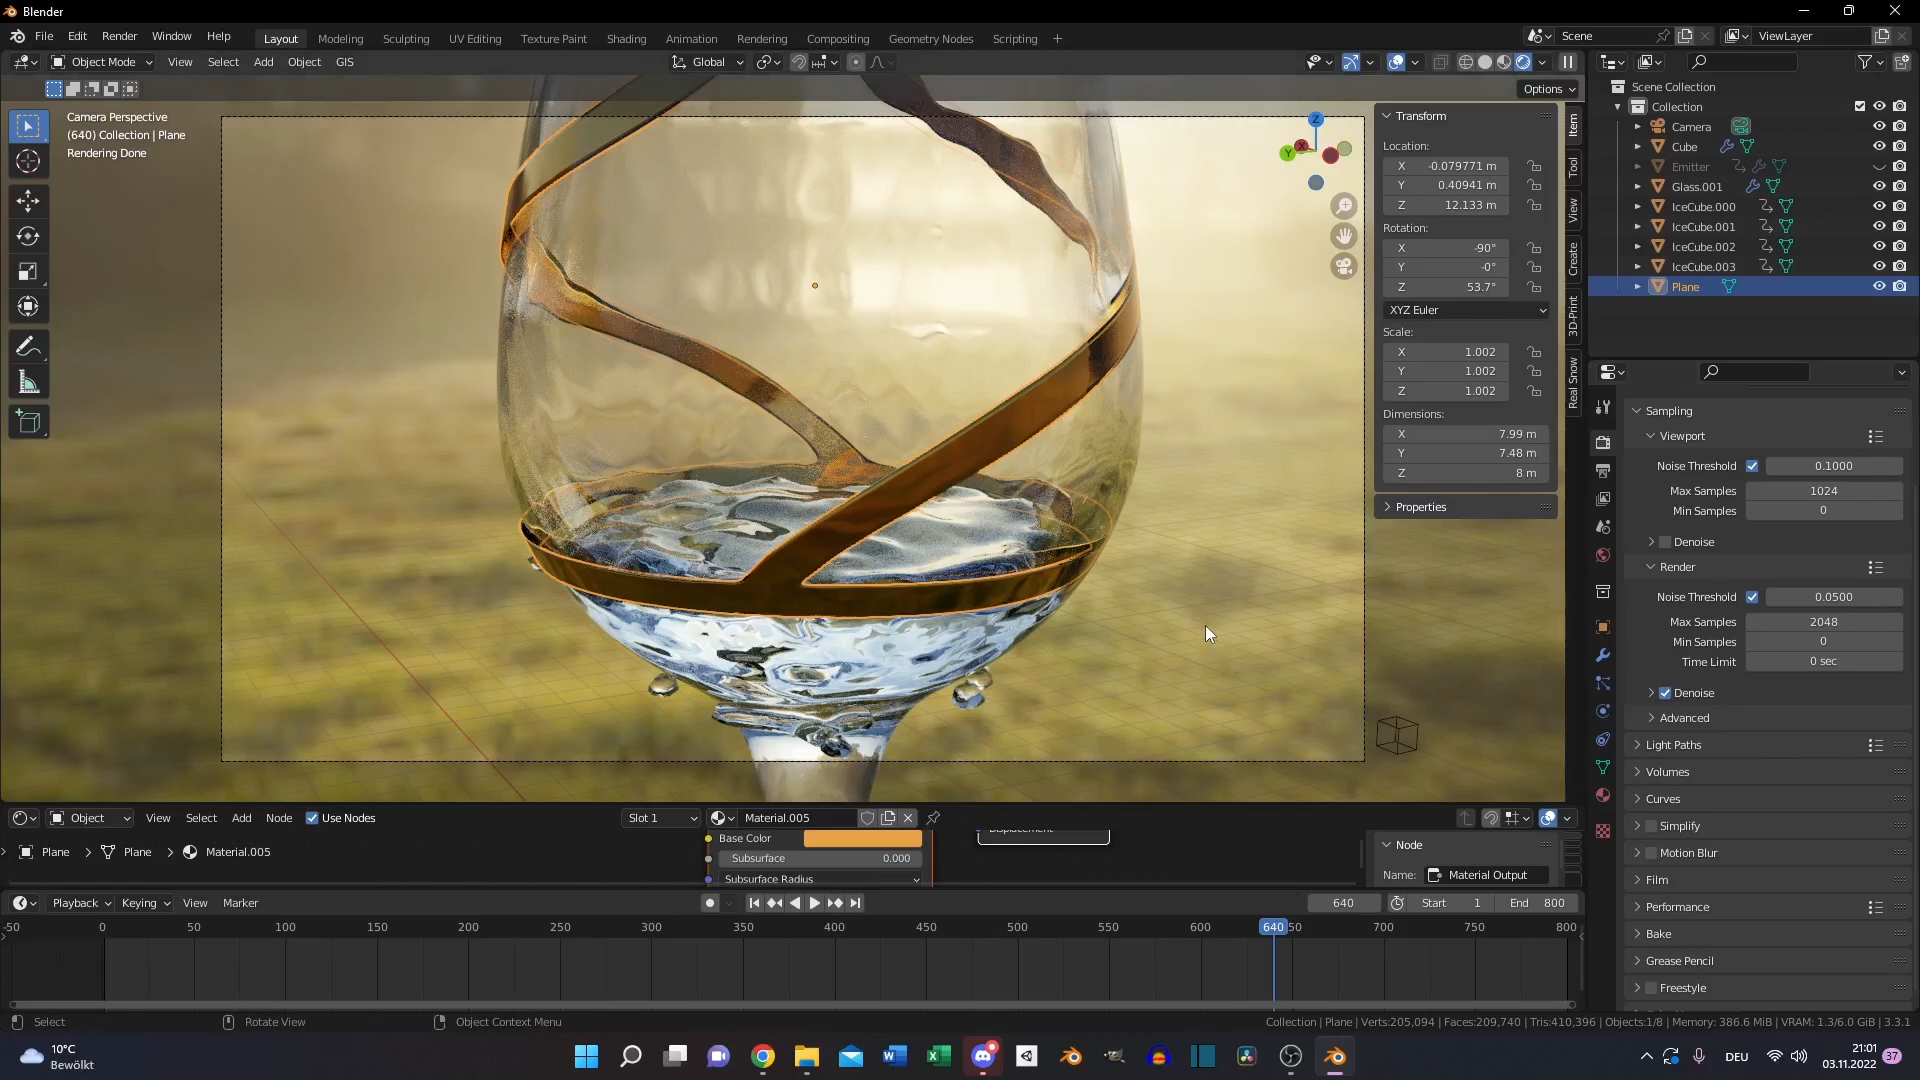 Blender
File Edit Render Window Help
Layout Modeling Sculpting UV Editing Texture Paint Shading Animation Rendering Compositing Geometry Nodes Scripting +
Scene
ViewLayer
Object Mode View Select Add Object GIS
Global
Options
Camera Perspective
(640) Collection | Plane
Rendering Done
Z
Y
X
Transform
Location:
X -0.079771 m
Y 0.40941 m
Z 12.133 m
Rotation:
X -90°
Y -0°
Z 53.7°
XYZ Euler
Scale:
X 1.002
Y 1.002
Z 1.002
Dimensions:
X 7.99 m
Y 7.48 m
Z 8 m
Properties
Item
Tool
View
Create
3D-Print
Real Snow
Scene Collection
Collection
Camera
Cube
Emitter
Glass.001
IceCube.000
IceCube.001
IceCube.002
IceCube.003
Plane
Sampling
Viewport
Noise Threshold 0.1000
Max Samples 1024
Min Samples 0
Denoise
Render
Noise Threshold 0.0500
Max Samples 2048
Min Samples 0
Time Limit 0 sec
Denoise
Advanced
Light Paths
Volumes
Curves
Simplify
Motion Blur
Film
Performance
Bake
Grease Pencil
Freestyle
Object View Select Add Node Use Nodes
Slot 1
Material.005
Plane > Plane > Material.005
Base Color
Subsurface 0.000
Subsurface Radius
Displacement
Node
Name: Material Output
Playback Keying View Marker
640
Start 1
End 800
-50 0 50 100 150 200 250 300 350 400 450 500 550 600 640 50 700 750 800
Select
Rotate View
Object Context Menu
Collection | Plane | Verts:205,094 | Faces:209,740 | Tris:410,396 | Objects:1/8 | Memory: 386.6 MiB | VRAM: 1.3/6.0 GiB | 3.3.1
10°C
Bewölkt
DEU
21:01
03.11.2022
37